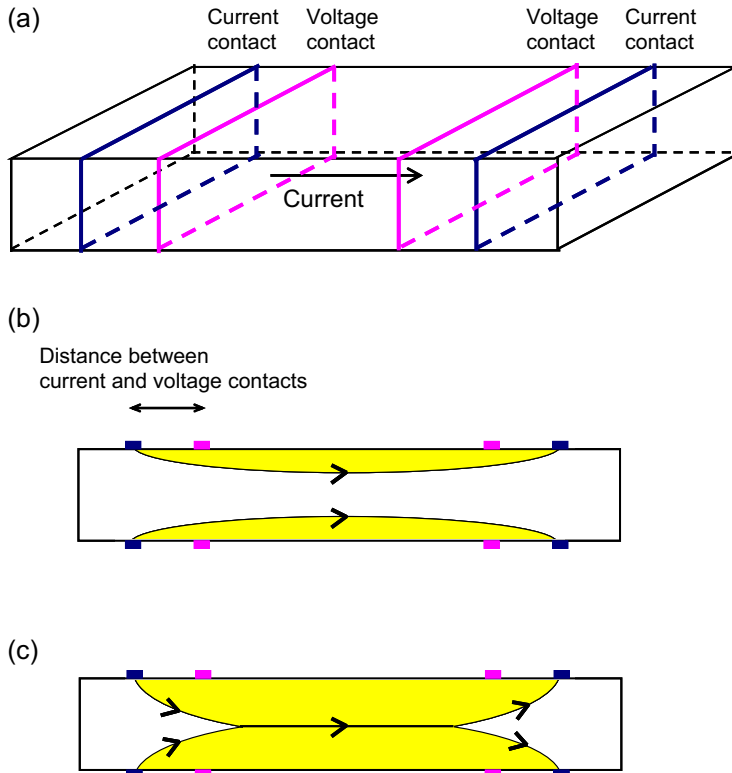 (a)
Current contact
Voltage contact
Voltage contact
Current contact
Current
(b)
Distance between
current and voltage contacts
(c)